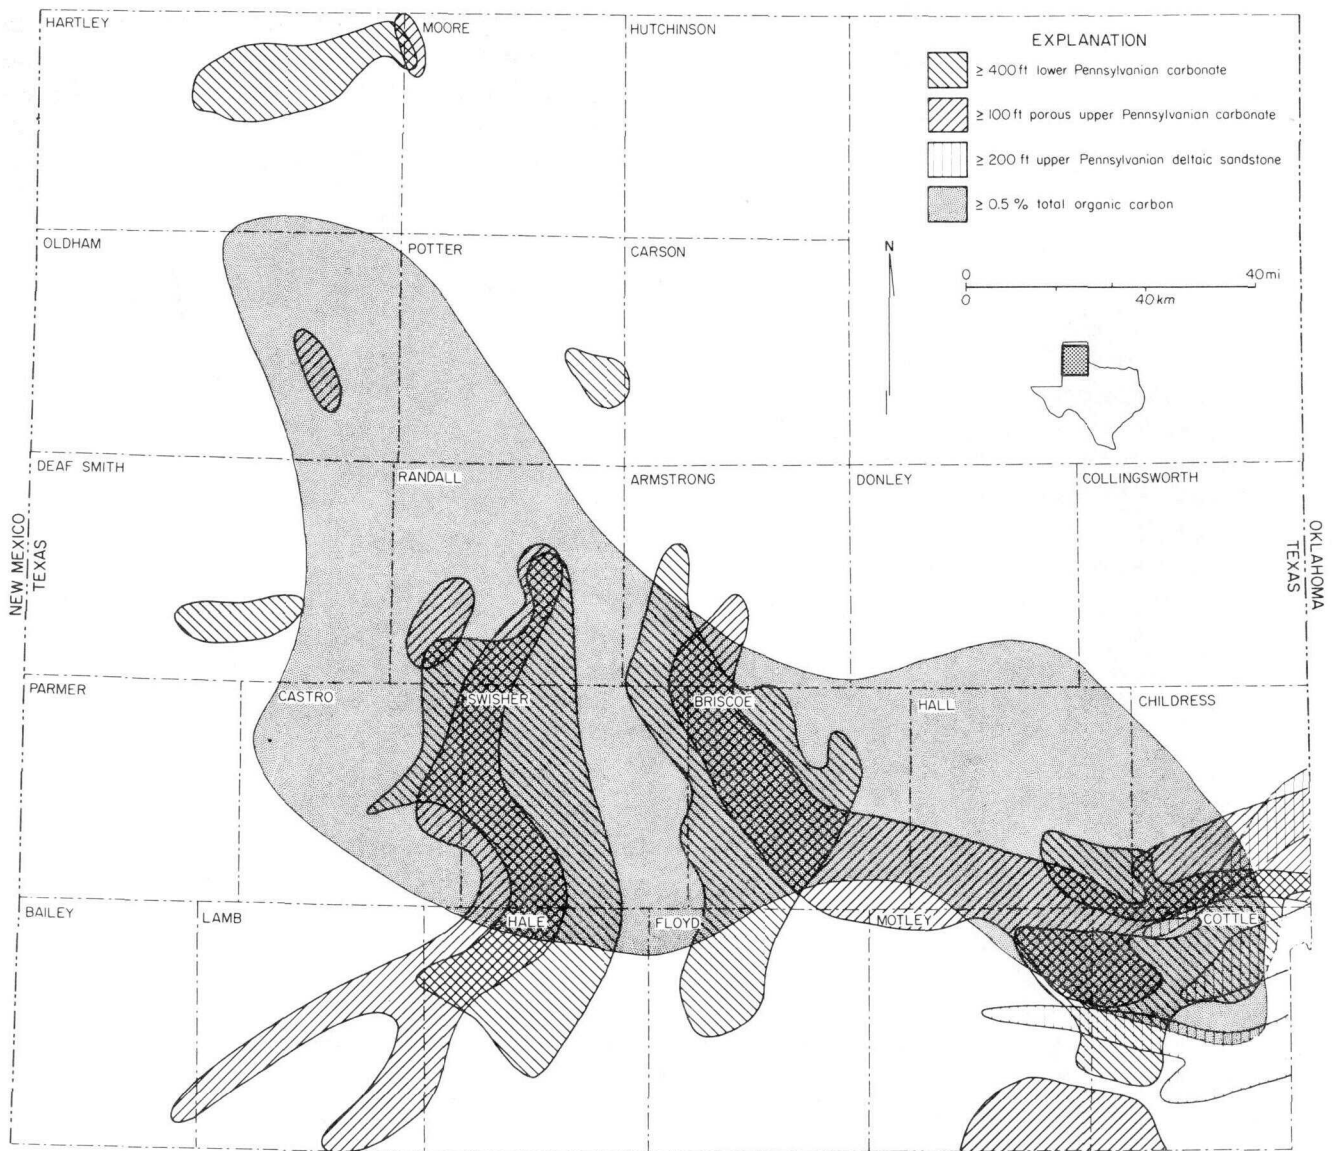 HARTLEY
MOORE
HUTCHINSON
EXPLANATION
≥ 400 ft lower Pennsylvanian carbonate
≥ 100 ft porous upper Pennsylvanian carbonate
≥ 200 ft upper Pennsylvanian deltaic sandstone
≥ 0.5 % total organic carbon
OLDHAM
POTTER
CARSON
N
0 40 mi
0 40 km
DEAF SMITH
RANDALL
ARMSTRONG
DONLEY
COLLINGSWORTH
NEW MEXICO
TEXAS
OKLAHOMA
TEXAS
PARMER
CASTRO
SWISHER
BRISCOE
HALL
CHILDRESS
BAILEY
LAMB
HALE
FLOYD
MOTLEY
COTTLE